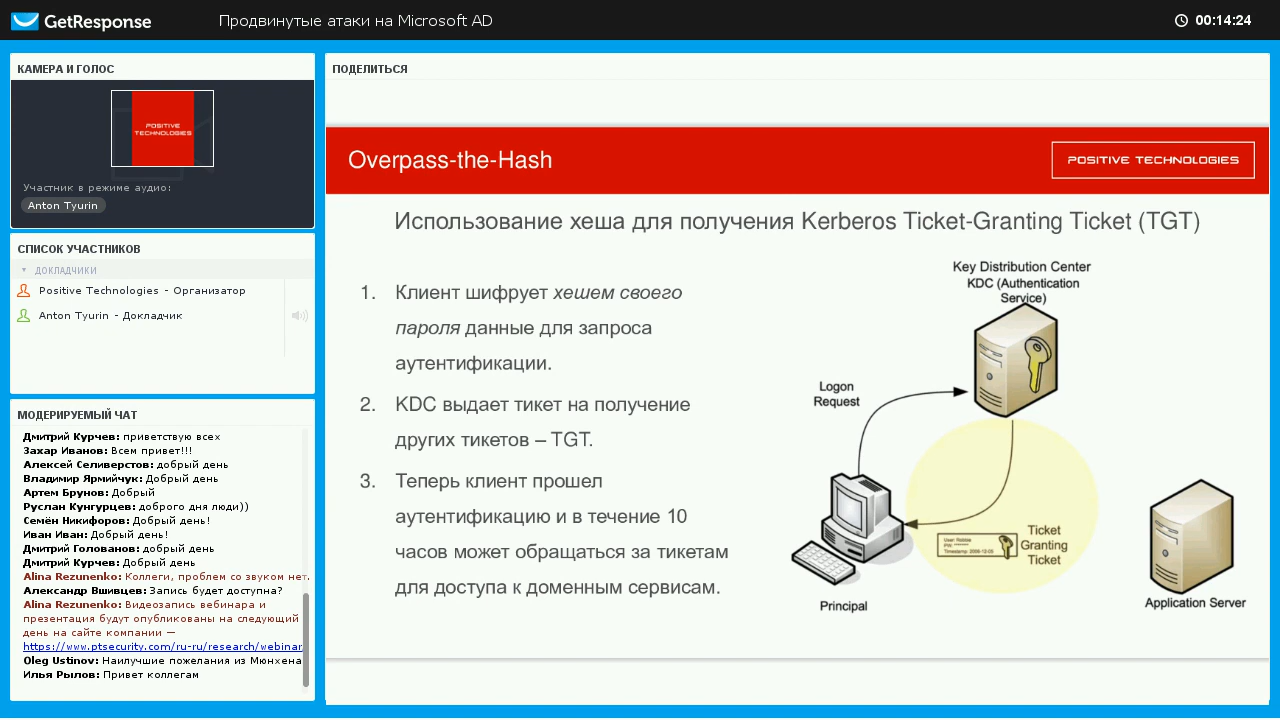 GetResponse
Продвинутые атаки на Microsoft AD
00:14:24
КАМЕРА И ГОЛОС
POSITIVE
TECHNOLOGIES
Участник в режиме аудио:
Anton Tyurin
СПИСОК УЧАСТНИКОВ
ДОКЛАДЧИКИ
Positive Technologies - Организатор
Anton Tyurin - Докладчик
МОДЕРИРУЕМЫЙ ЧАТ
Дмитрий Курчев: приветствую всех
Захар Иванов: Всем привет!!!
Алексей Селиверстов: добрый день
Владимир Ярмийчук: Добрый день
Артем Брунов: Добрый
Руслан Кунгурцев: доброго дня люди))
Семён Никифоров: Добрый день!
Иван Иван: Добрый день!
Дмитрий Голованов: добрый день
Дмитрий Курчев: Добрый день
Alina Rezunenko: Коллеги, проблем со звуком нет.
Александр Вшивцев: Запись будет доступна?
Alina Rezunenko: Видеозапись вебинара и
презентация будут опубликованы на следующий
день на сайте компании —
https://www.ptsecurity.com/ru-ru/research/webinar
Oleg Ustinov: Наилучшие пожелания из Мюнхена
Илья Рылов: Привет коллегам
ПОДЕЛИТЬСЯ
Overpass-the-Hash
POSITIVE TECHNOLOGIES
Использование хеша для получения Kerberos Ticket-Granting Ticket (TGT)
1. Клиент шифрует хешем своего
пароля данные для запроса
аутентификации.
2. KDC выдает тикет на получение
других тикетов – TGT.
3. Теперь клиент прошел
аутентификацию и в течение 10
часов может обращаться за тикетам
для доступа к доменным сервисам.
Key Distribution Center
KDC (Authentication
Service)
Logon
Request
Ticket
Granting
Ticket
Principal
Application Server